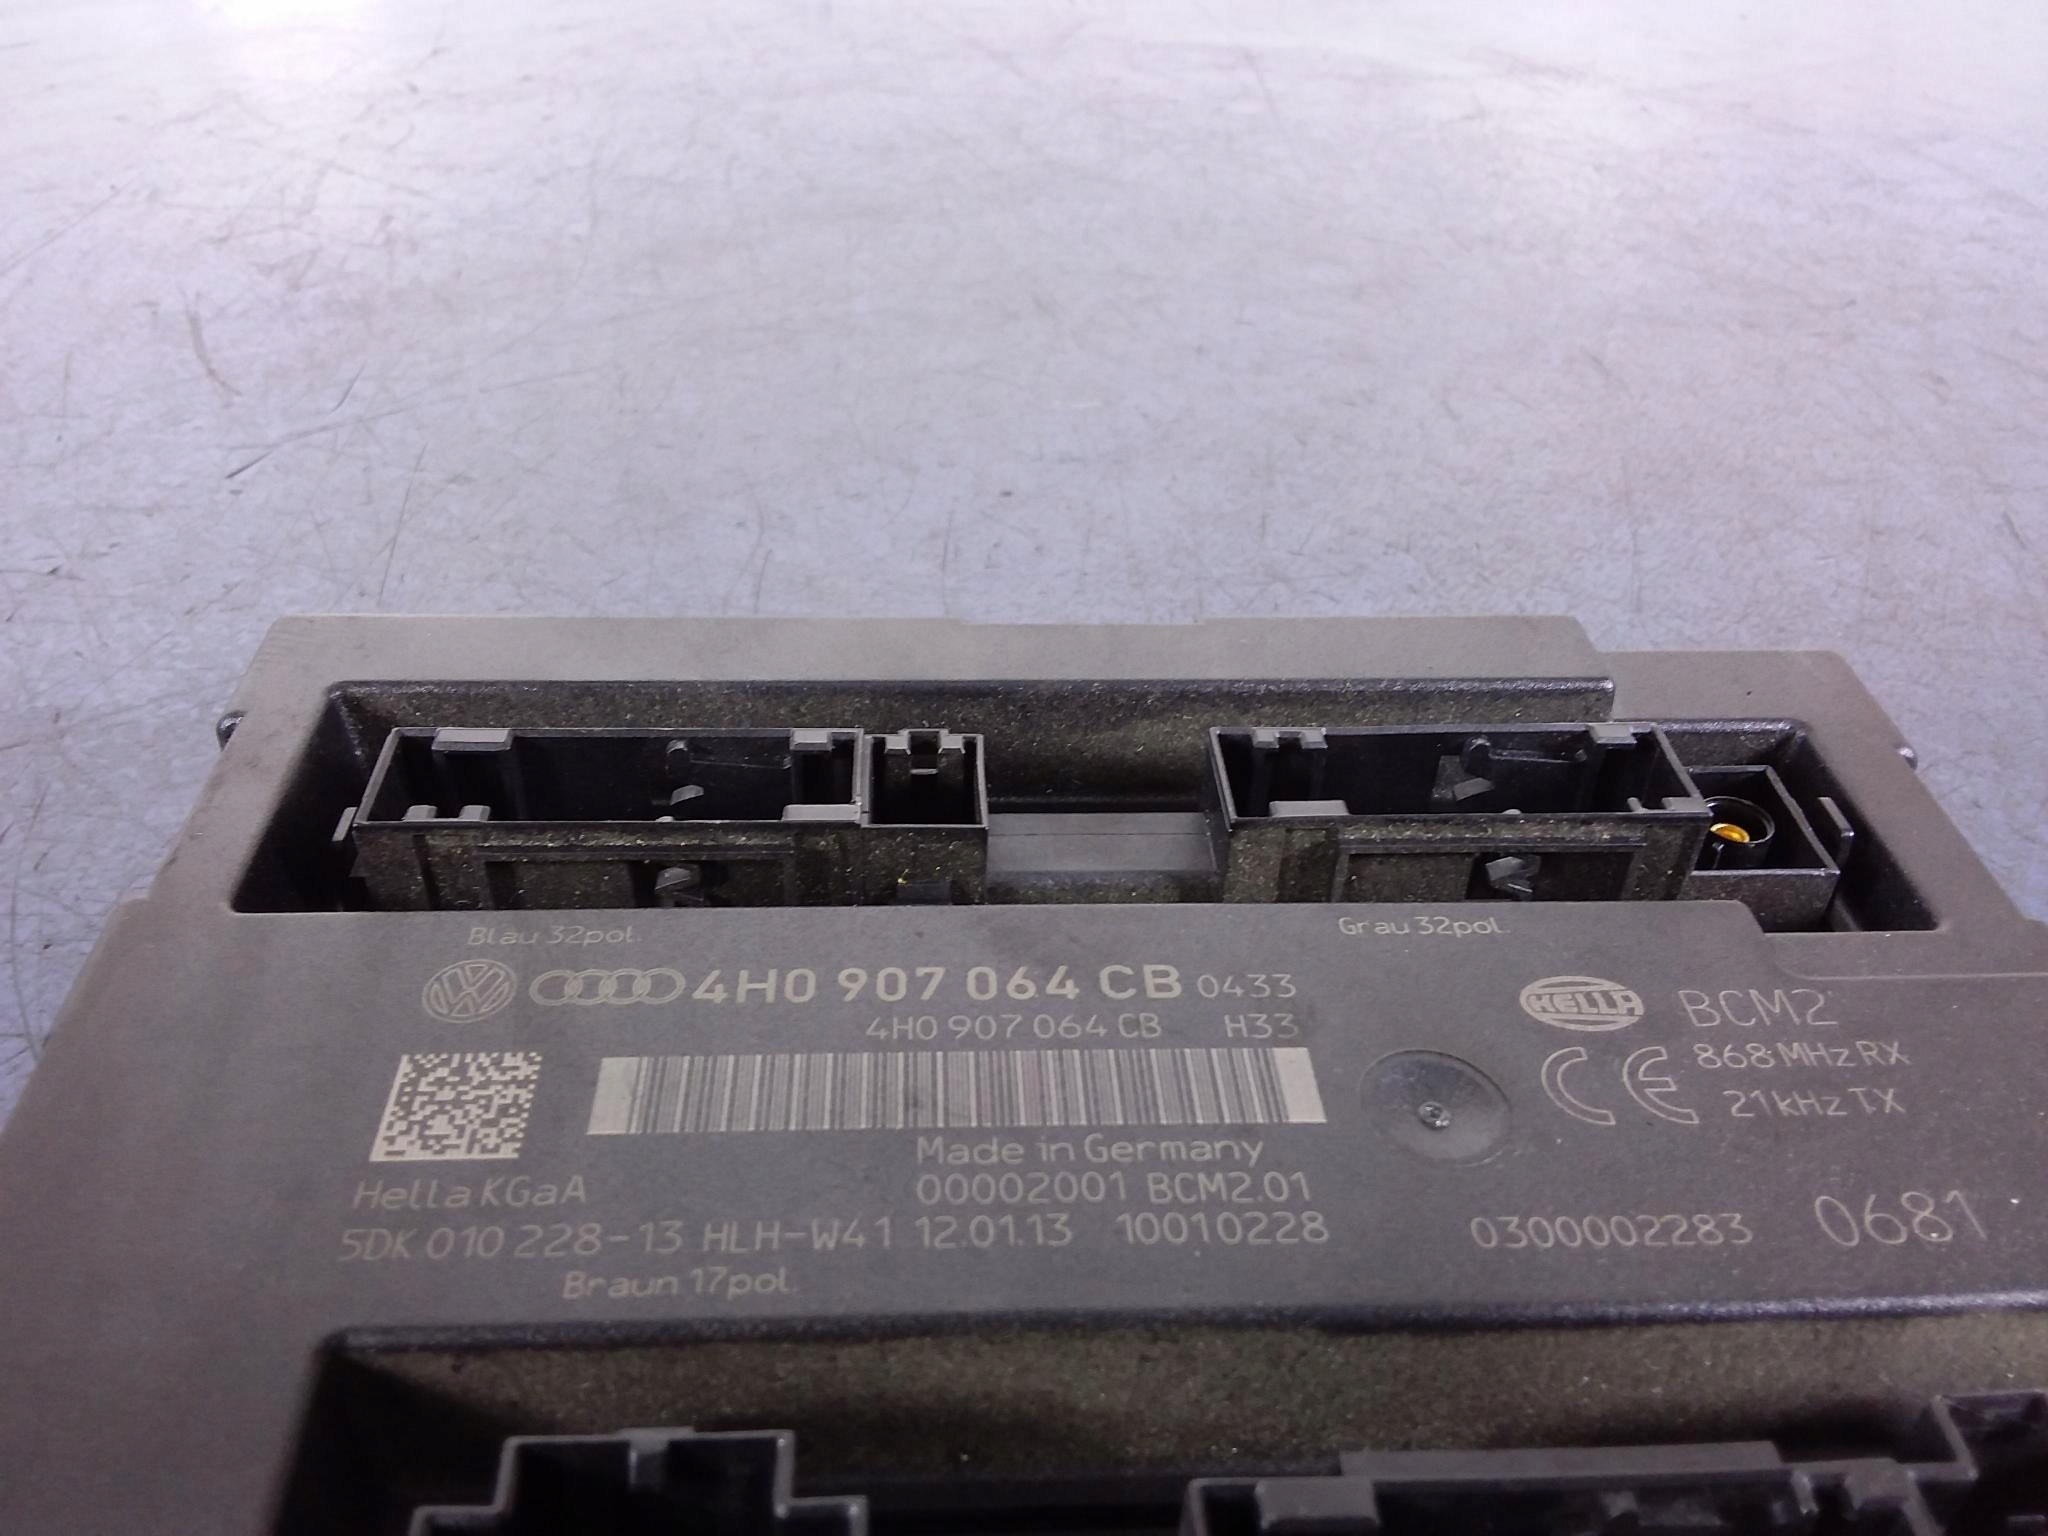 Blau 32pol.
Grau 32pol.
4H0 907 064 CB 0433
4H0 907 064 CB H33
HELLA BCM2
868 MHz RX
21 kHz TX
Made in Germany
Hella KGaA 00002001 BCM2.01
5DK 010 228-13 HLH-W41 12.01.13 10010228
0300002283 0681
Braun 17pol.